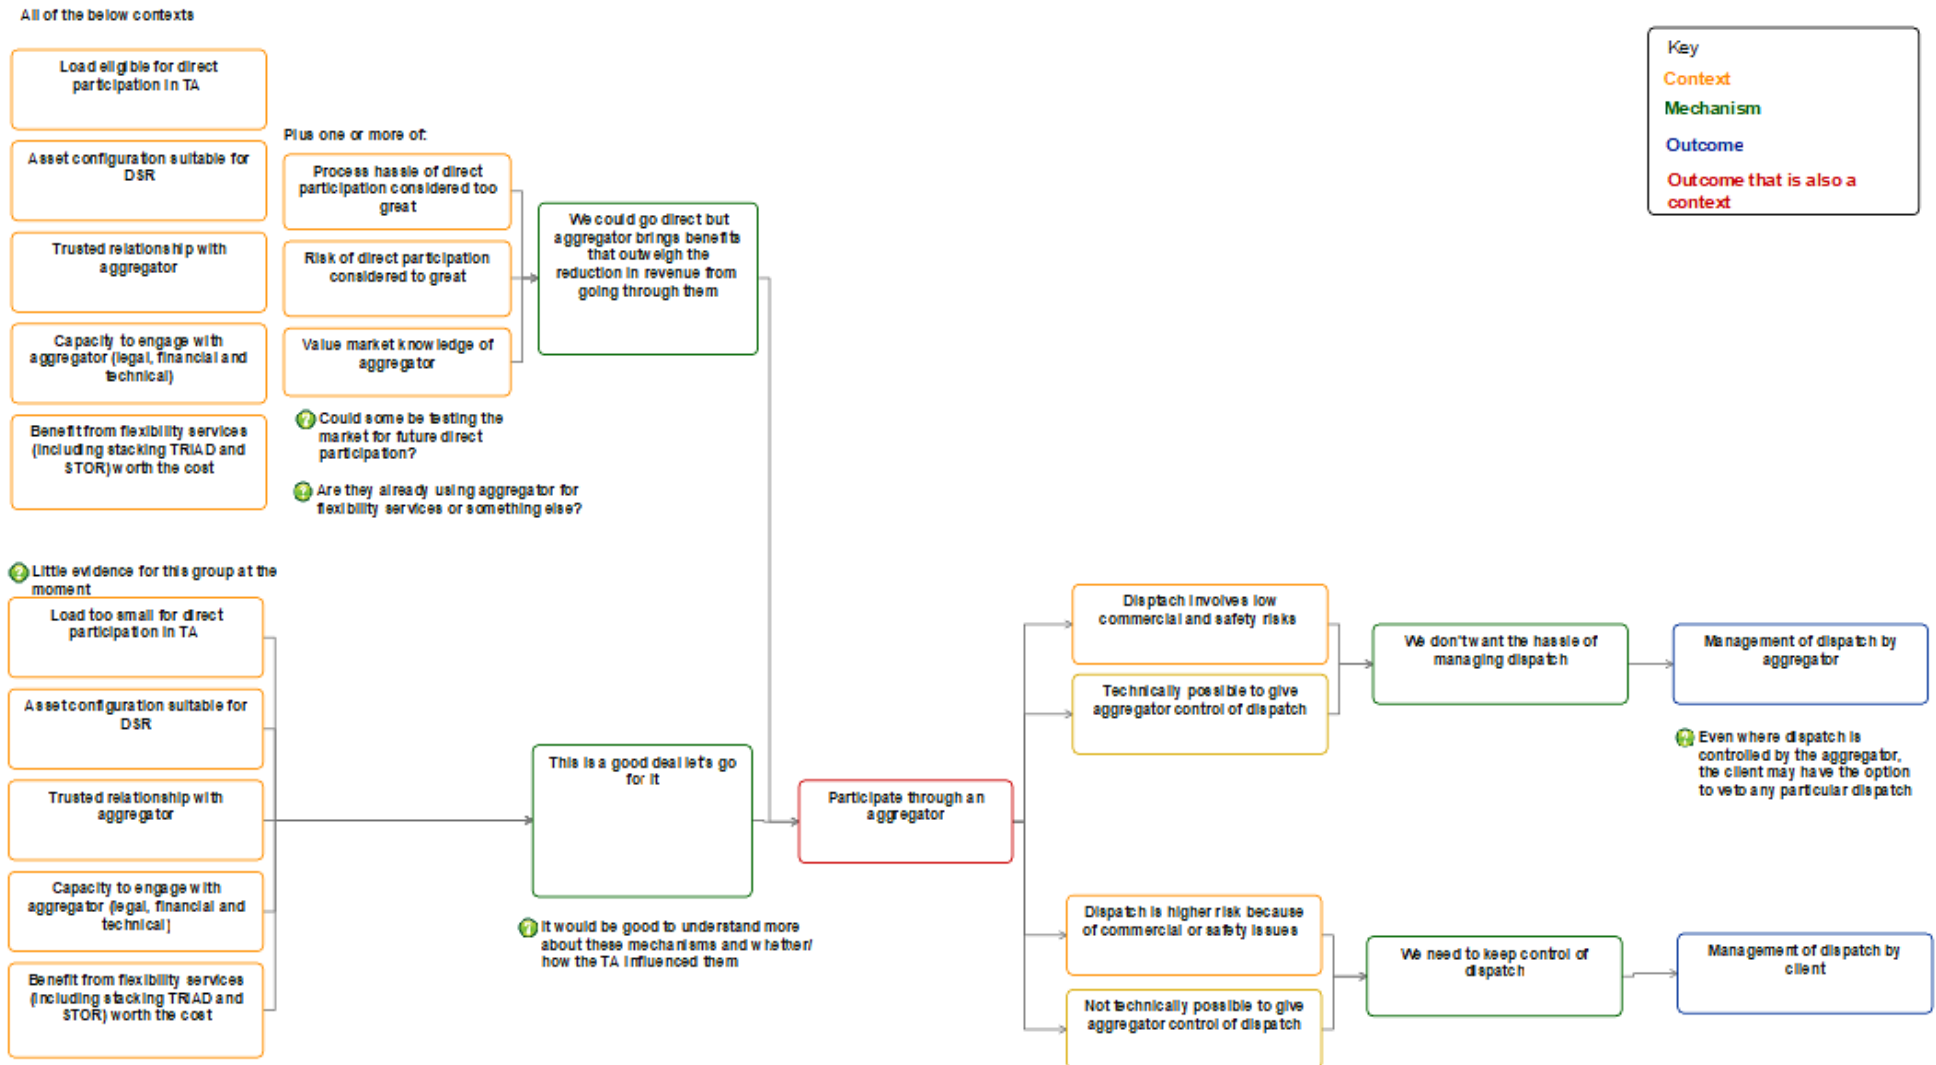 All of the below contexts
Load eligible for direct
participation in TA
Asset configuration suitable for
DSR
Trusted relationship with
aggregator
Capacity to engage with
aggregator (legal, financial and
technical)
Benefit from flexibility services
(including stacking TRIAD and
STOR) worth the cost
Plus one or more of:
Process hassle of direct
participation considered too
great
Risk of direct participation
considered to great
Value market knowledge of
aggregator
Could some be testing the
market for future direct
participation?
Are they already using aggregator for
flexibility services or something else?
We could go direct but
aggregator brings benefits
that outweigh the
reduction in revenue from
going through them
Key
Context
Mechanism
Outcome
Outcome that is also a
context
Little evidence for this group at the
moment
Load too small for direct
participation in TA
Asset configuration suitable for
DSR
Trusted relationship with
aggregator
Capacity to engage with
aggregator (legal, financial and
technical)
Benefit from flexibility services
(including stacking TRIAD and
STOR) worth the cost
This is a good deal let's go
for it
It would be good to understand more
about these mechanisms and whether/
how the TA influenced them
Participate through an
aggregator
Disptach involves low
commercial and safety risks
Technically possible to give
aggregator control of dispatch
We don't want the hassle of
managing dispatch
Management of dispatch by
aggregator
Even where dispatch is
controlled by the aggregator,
the client may have the option
to veto any particular dispatch
Dispatch is higher risk because
of commercial or safety issues
Not technically possible to give
aggregator control of dispatch
We need to keep control of
dispatch
Management of dispatch by
client